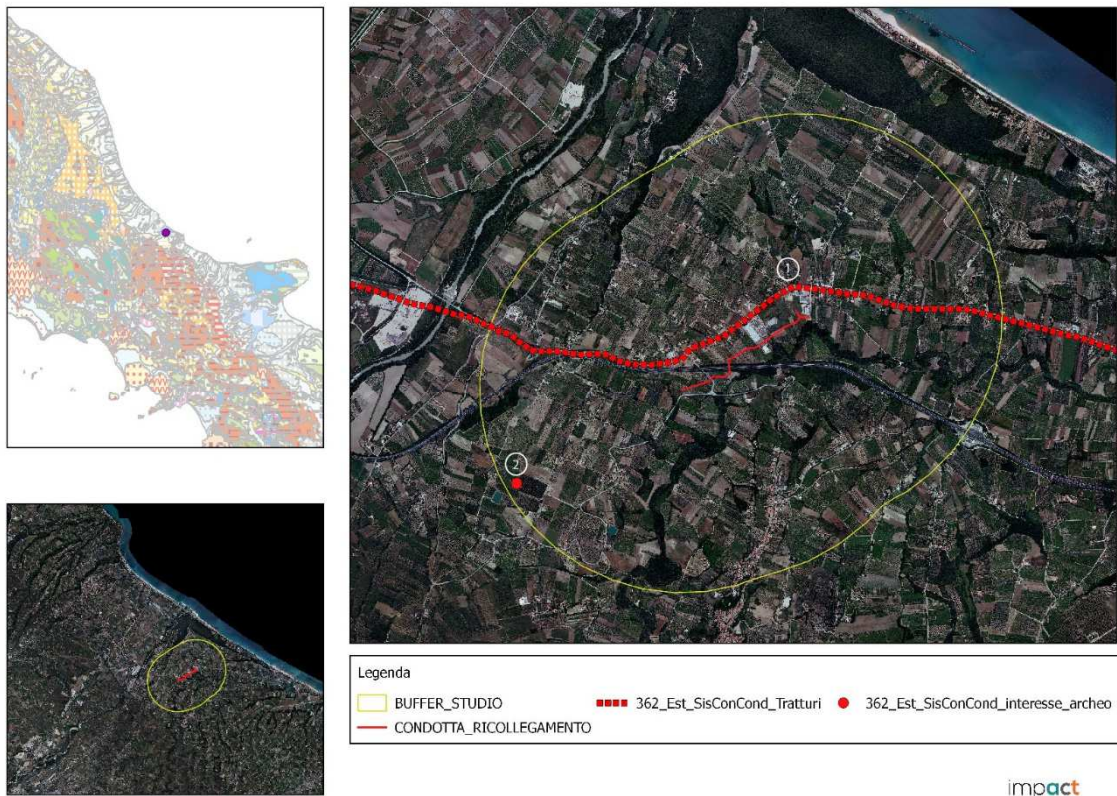 1
2
Legenda
BUFFER_STUDIO 362_Est_SisConCond_Tratturi 362_Est_SisConCond_interesse_archeo
CONDOTTA_RICOLLEGAMENTO
impact